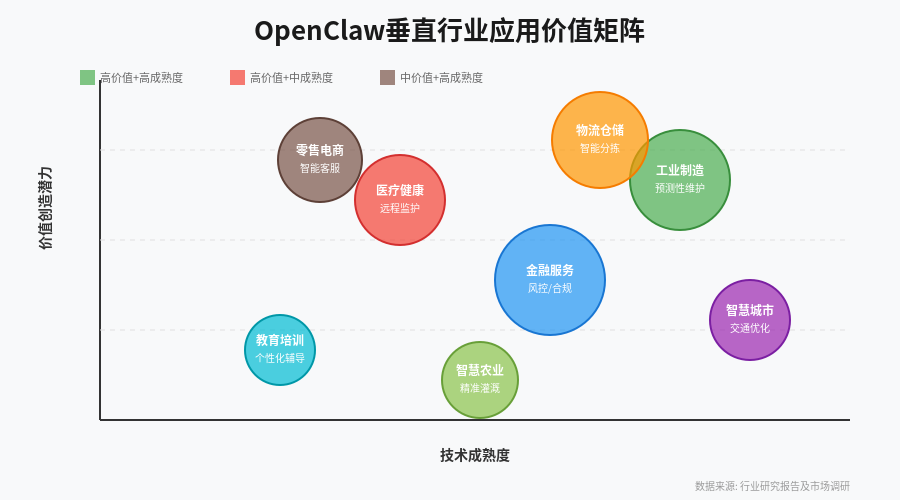 OpenClaw垂直行业应用价值矩阵
高价值+高成熟度
高价值+中成熟度
中价值+高成熟度
价值创造潜力
物流仓储
智能分拣
零售电商
智能客服
工业制造
预测性维护
医疗健康
远程监护
金融服务
风控/合规
智慧城市
交通优化
教育培训
个性化辅导
智慧农业
精准灌溉
技术成熟度
数据来源: 行业研究报告及市场调研